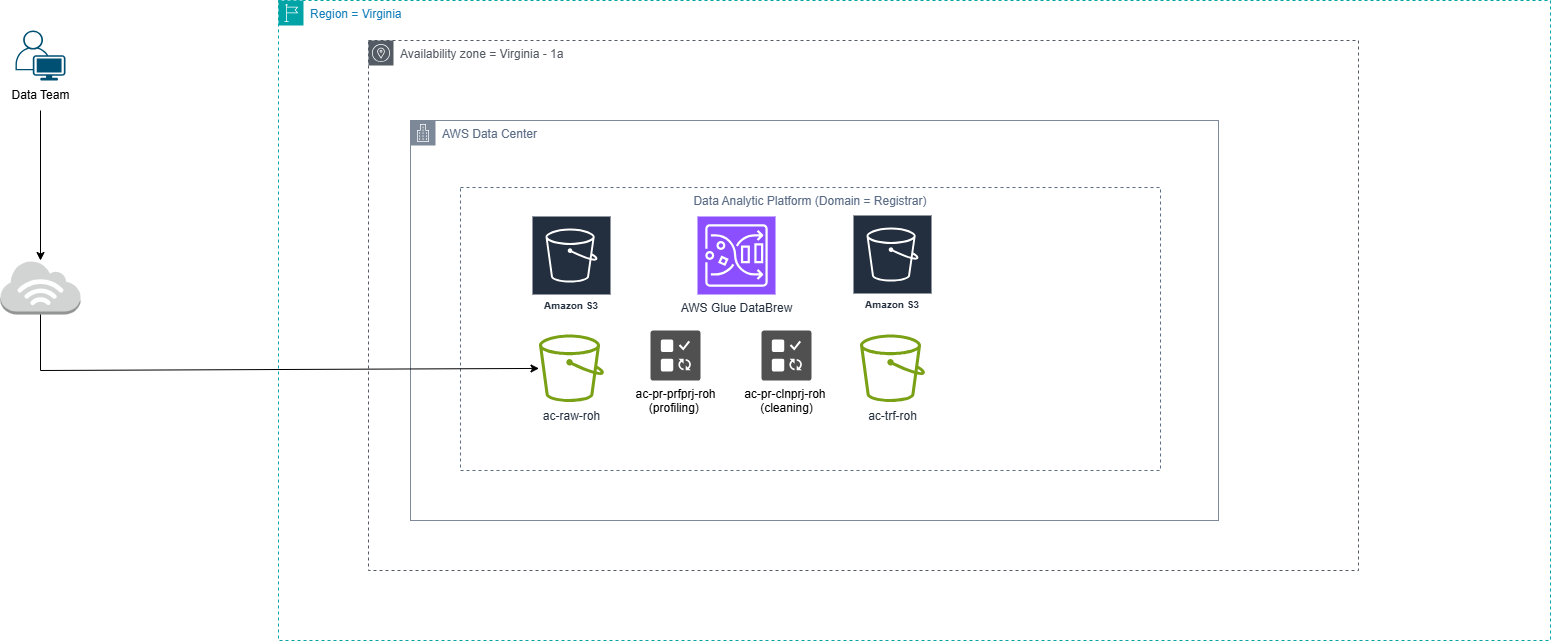 Region = Virginia
Availability zone = Virginia - 1a
Data Team
AWS Data Center
Data Analytic Platform (Domain = Registrar)
Amazon S3
AWS Glue DataBrew
Amazon S3
ac-raw-roh
ac-pr-prfprj-roh
(profiling)
ac-pr-clnprj-roh
(cleaning)
ac-trf-roh